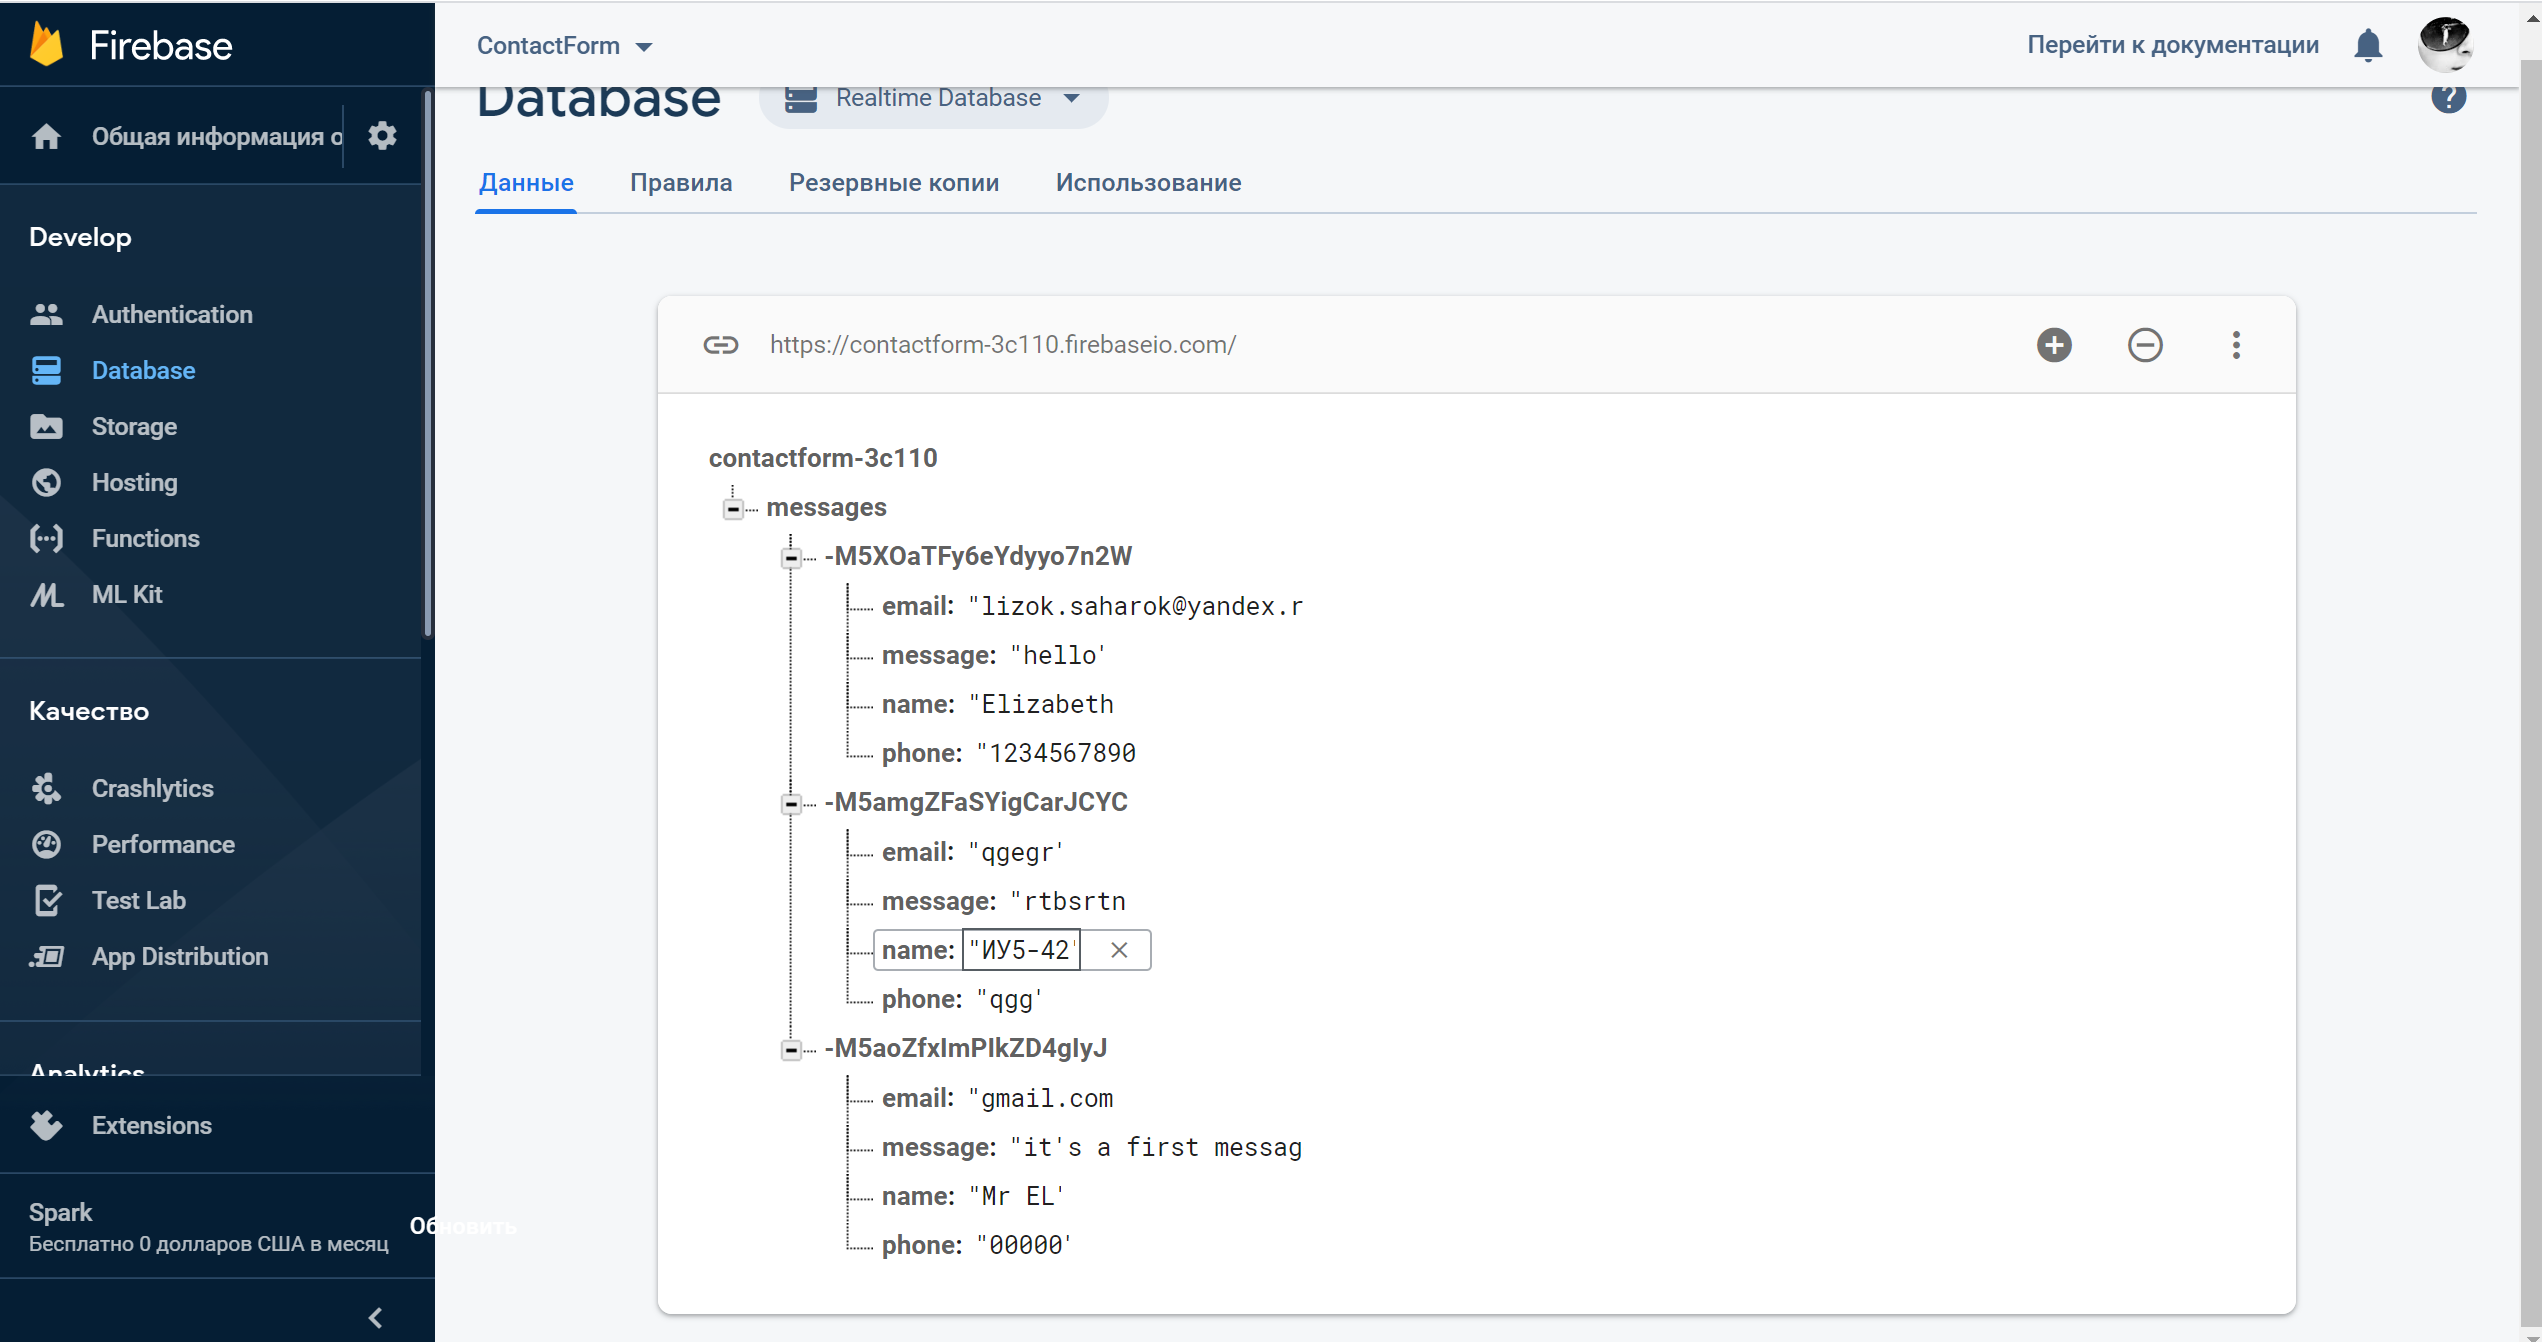 Firebase
ContactForm
Перейти к документации
Общая информация о
Database
Realtime Database
?
Данные
Правила
Резервные копии
Использование
Develop
Authentication
Database
Storage
Hosting
Functions
ML Kit
Качество
Crashlytics
Performance
Test Lab
App Distribution
Analytics
Extensions
Spark
Бесплатно 0 долларов США в месяц
Обновить
https://contactform-3c110.firebaseio.com/
contactform-3c110
messages
-M5XOaTFy6eYdyyo7n2W
email: "lizok.saharok@yandex.r
message: "hello'
name: "Elizabeth
phone: "1234567890
-M5amgZFaSYigCarJCYC
email: "qgegr'
message: "rtbsrtn
name: "ИУ5-42'
phone: "qgg'
-M5aoZfxImPIkZD4glyJ
email: "gmail.com
message: "it's a first messag
name: "Mr EL'
phone: "00000'